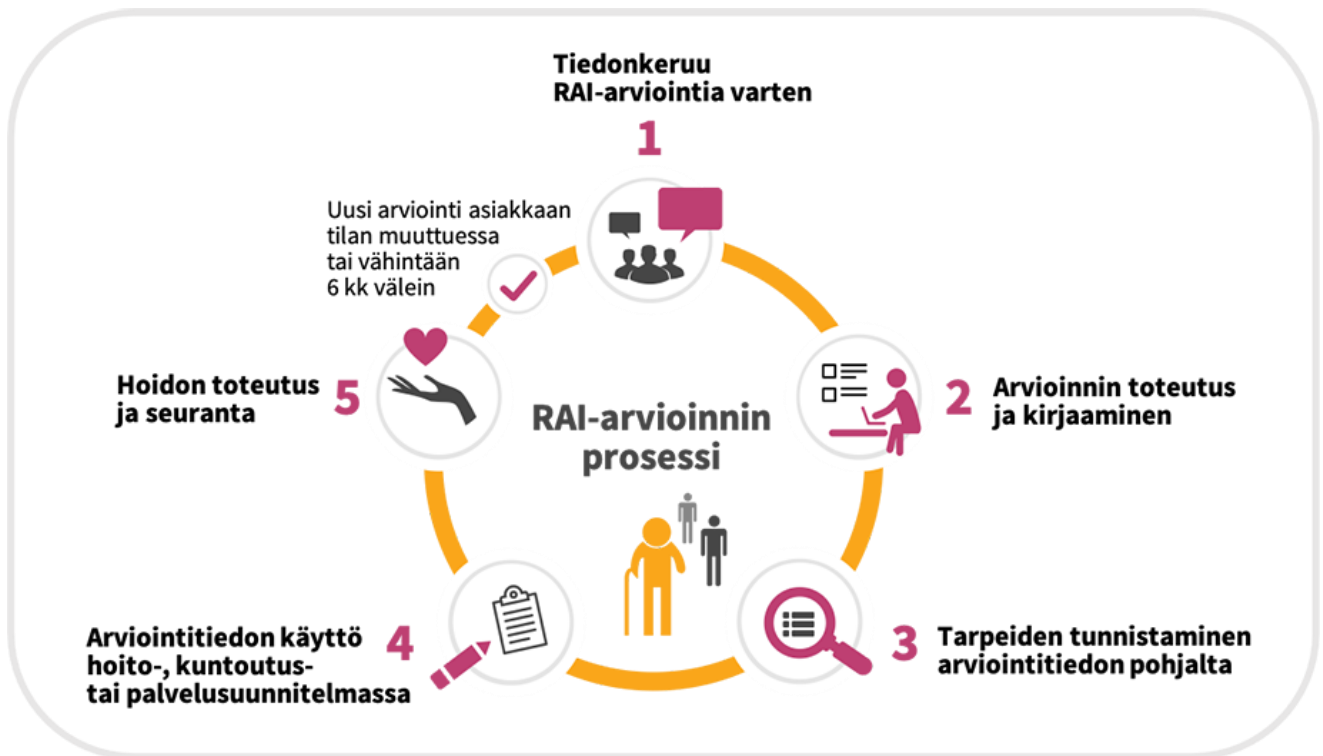 Tiedonkeruu
RAI-arviointia varten
1
Uusi arviointi asiakkaan
tilan muuttuessa
tai vähintään
6 kk välein
Hoidon toteutus
ja seuranta
5
RAI-arvioinnin
prosessi
2
Arvioinnin toteutus
ja kirjaaminen
Arviointitiedon käyttö
hoito-, kuntoutus-
tai palvelusuunnitelmassa
4
3
Tarpeiden tunnistaminen
arviointitiedon pohjalta